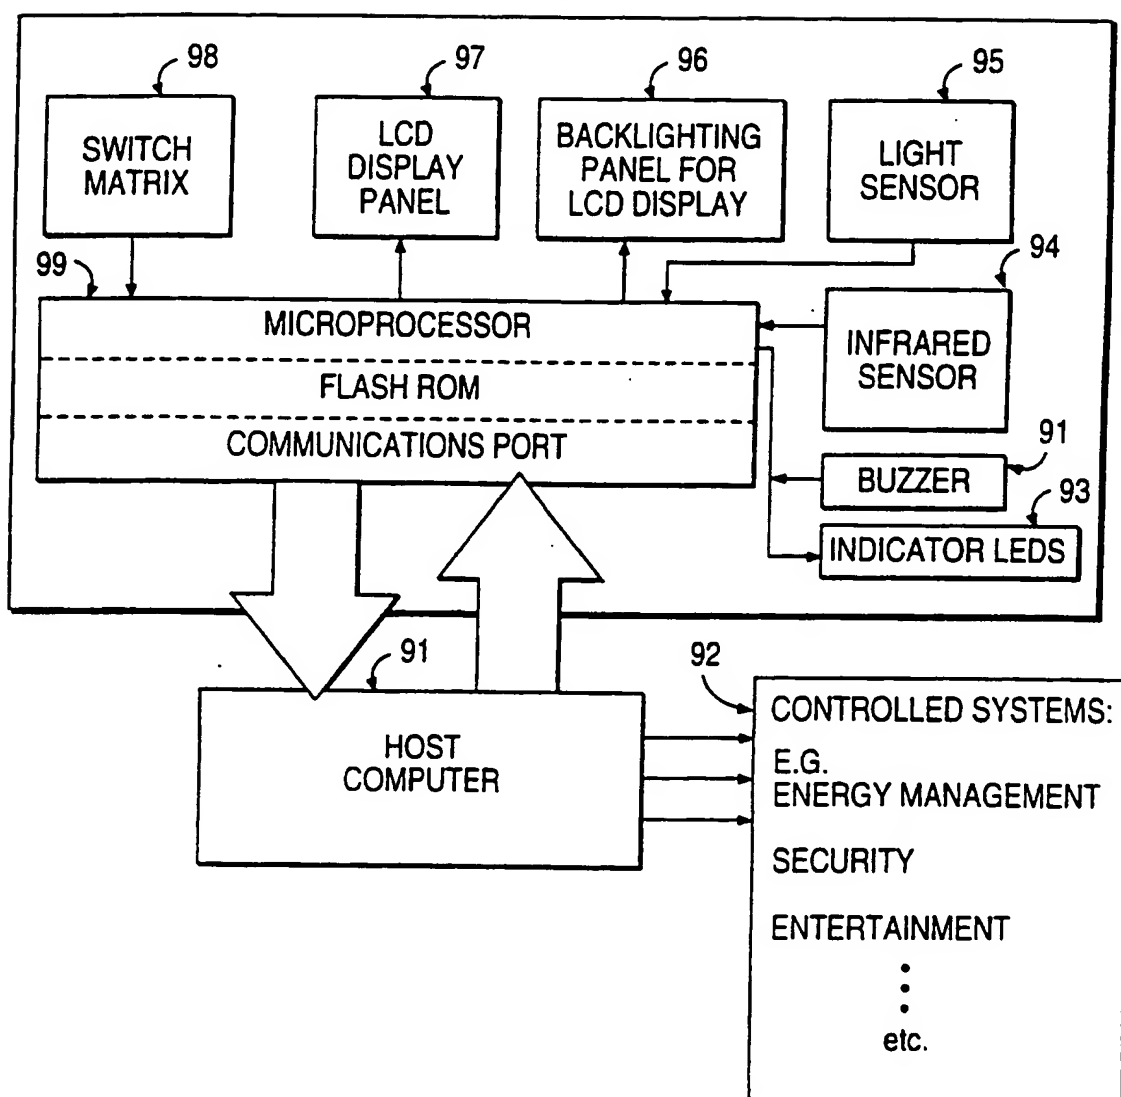 98
97
96
95
SWITCH
MATRIX
LCD
DISPLAY
PANEL
BACKLIGHTING
PANEL FOR
LCD DISPLAY
LIGHT
SENSOR
99
94
MICROPROCESSOR
FLASH ROM
COMMUNICATIONS PORT
INFRARED
SENSOR
91
BUZZER
93
INDICATOR LEDS
91
HOST
COMPUTER
92
CONTROLLED SYSTEMS:
E.G.
ENERGY MANAGEMENT
SECURITY
ENTERTAINMENT
etc.